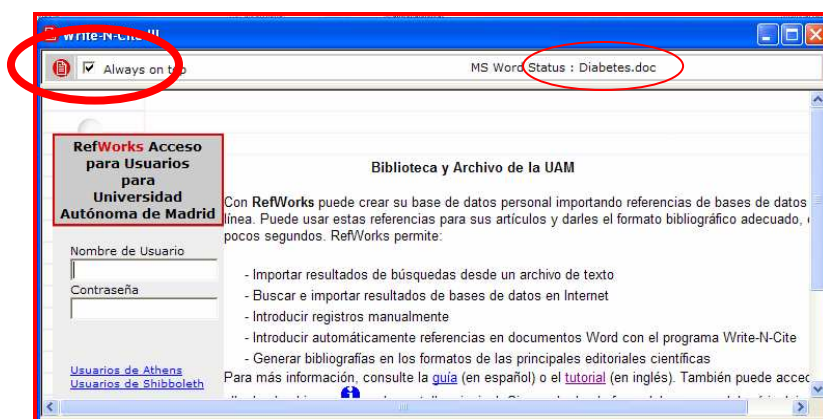 Write-N-Cite III
Always on top
MS Word Status : Diabetes.doc
RefWorks Acceso
para Usuarios
para
Universidad
Autónoma de Madrid
Nombre de Usuario
Contraseña
Usuarios de Athens
Usuarios de Shibboleth
Biblioteca y Archivo de la UAM
Con RefWorks puede crear su base de datos personal importando referencias de bases de datos
línea. Puede usar estas referencias para sus artículos y darles el formato bibliográfico adecuado,
pocos segundos. RefWorks permite:
- Importar resultados de búsquedas desde un archivo de texto
- Buscar e importar resultados de bases de datos en Internet
- Introducir registros manualmente
- Introducir automáticamente referencias en documentos Word con el programa Write-N-Cite
- Generar bibliografías en los formatos de las principales editoriales científicas
Para más información, consulte la guía (en español) o el tutorial (en inglés). También puede acced